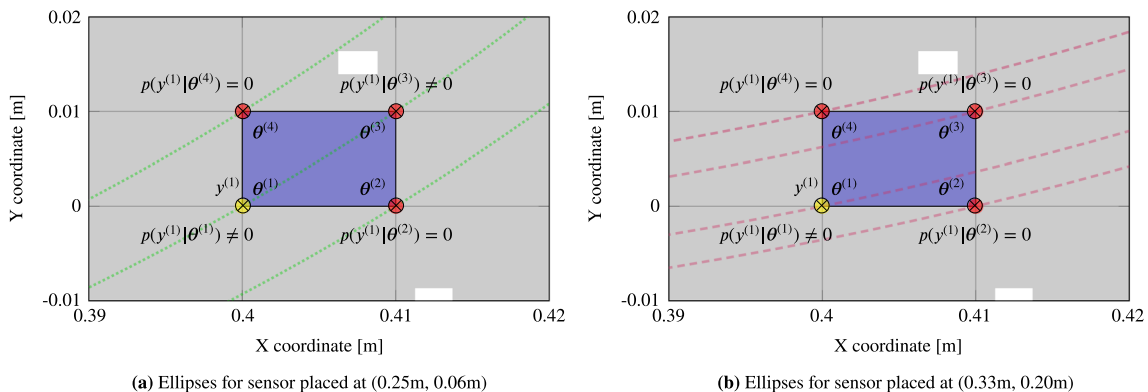 0.02
p(y⁽¹⁾|θ⁽⁴⁾) = 0 p(y⁽¹⁾|θ⁽³⁾) ≠ 0
0.01
θ⁽⁴⁾ θ⁽³⁾
Y coordinate [m]
y⁽¹⁾ θ⁽¹⁾ θ⁽²⁾
0
p(y⁽¹⁾|θ⁽¹⁾) ≠ 0 p(y⁽¹⁾|θ⁽²⁾) = 0
-0.01
0.39 0.4 0.41 0.42
X coordinate [m]
(a) Ellipses for sensor placed at (0.25m, 0.06m)
0.02
p(y⁽¹⁾|θ⁽⁴⁾) = 0 p(y⁽¹⁾|θ⁽³⁾) = 0
0.01
θ⁽⁴⁾ θ⁽³⁾
Y coordinate [m]
y⁽¹⁾ θ⁽¹⁾ θ⁽²⁾
0
p(y⁽¹⁾|θ⁽¹⁾) ≠ 0 p(y⁽¹⁾|θ⁽²⁾) = 0
-0.01
0.39 0.4 0.41 0.42
X coordinate [m]
(b) Ellipses for sensor placed at (0.33m, 0.20m)